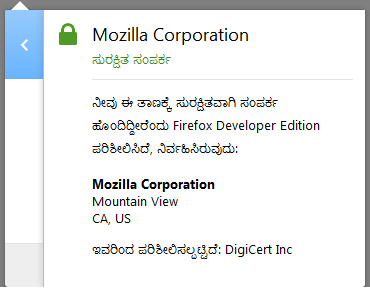 Mozilla Corporation
ಸುರಕ್ಷಿತ ಸಂಪರ್ಕ
ನೀವು ಈ ತಾಣಕ್ಕೆ ಸುರಕ್ಷಿತವಾಗಿ ಸಂಪರ್ಕ
ಹೊಂದಿದ್ದೀರೆಂದು Firefox Developer Edition
ಪರಿಶೀಲಿಸಿದೆ, ನಿರ್ವಹಿಸಿರುವುದು:
Mozilla Corporation
Mountain View
CA, US
ಇವರಿಂದ ಪರಿಶೀಲಿಸಲ್ಪಟ್ಟಿದೆ: DigiCert Inc